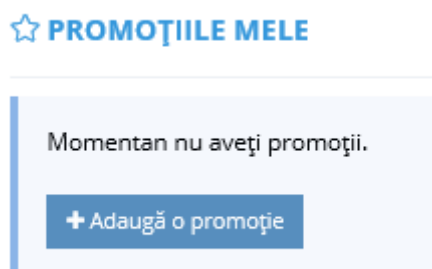 PROMOŢIILE MELE
Momentan nu aveţi promoţii.
+ Adaugă o promoţie